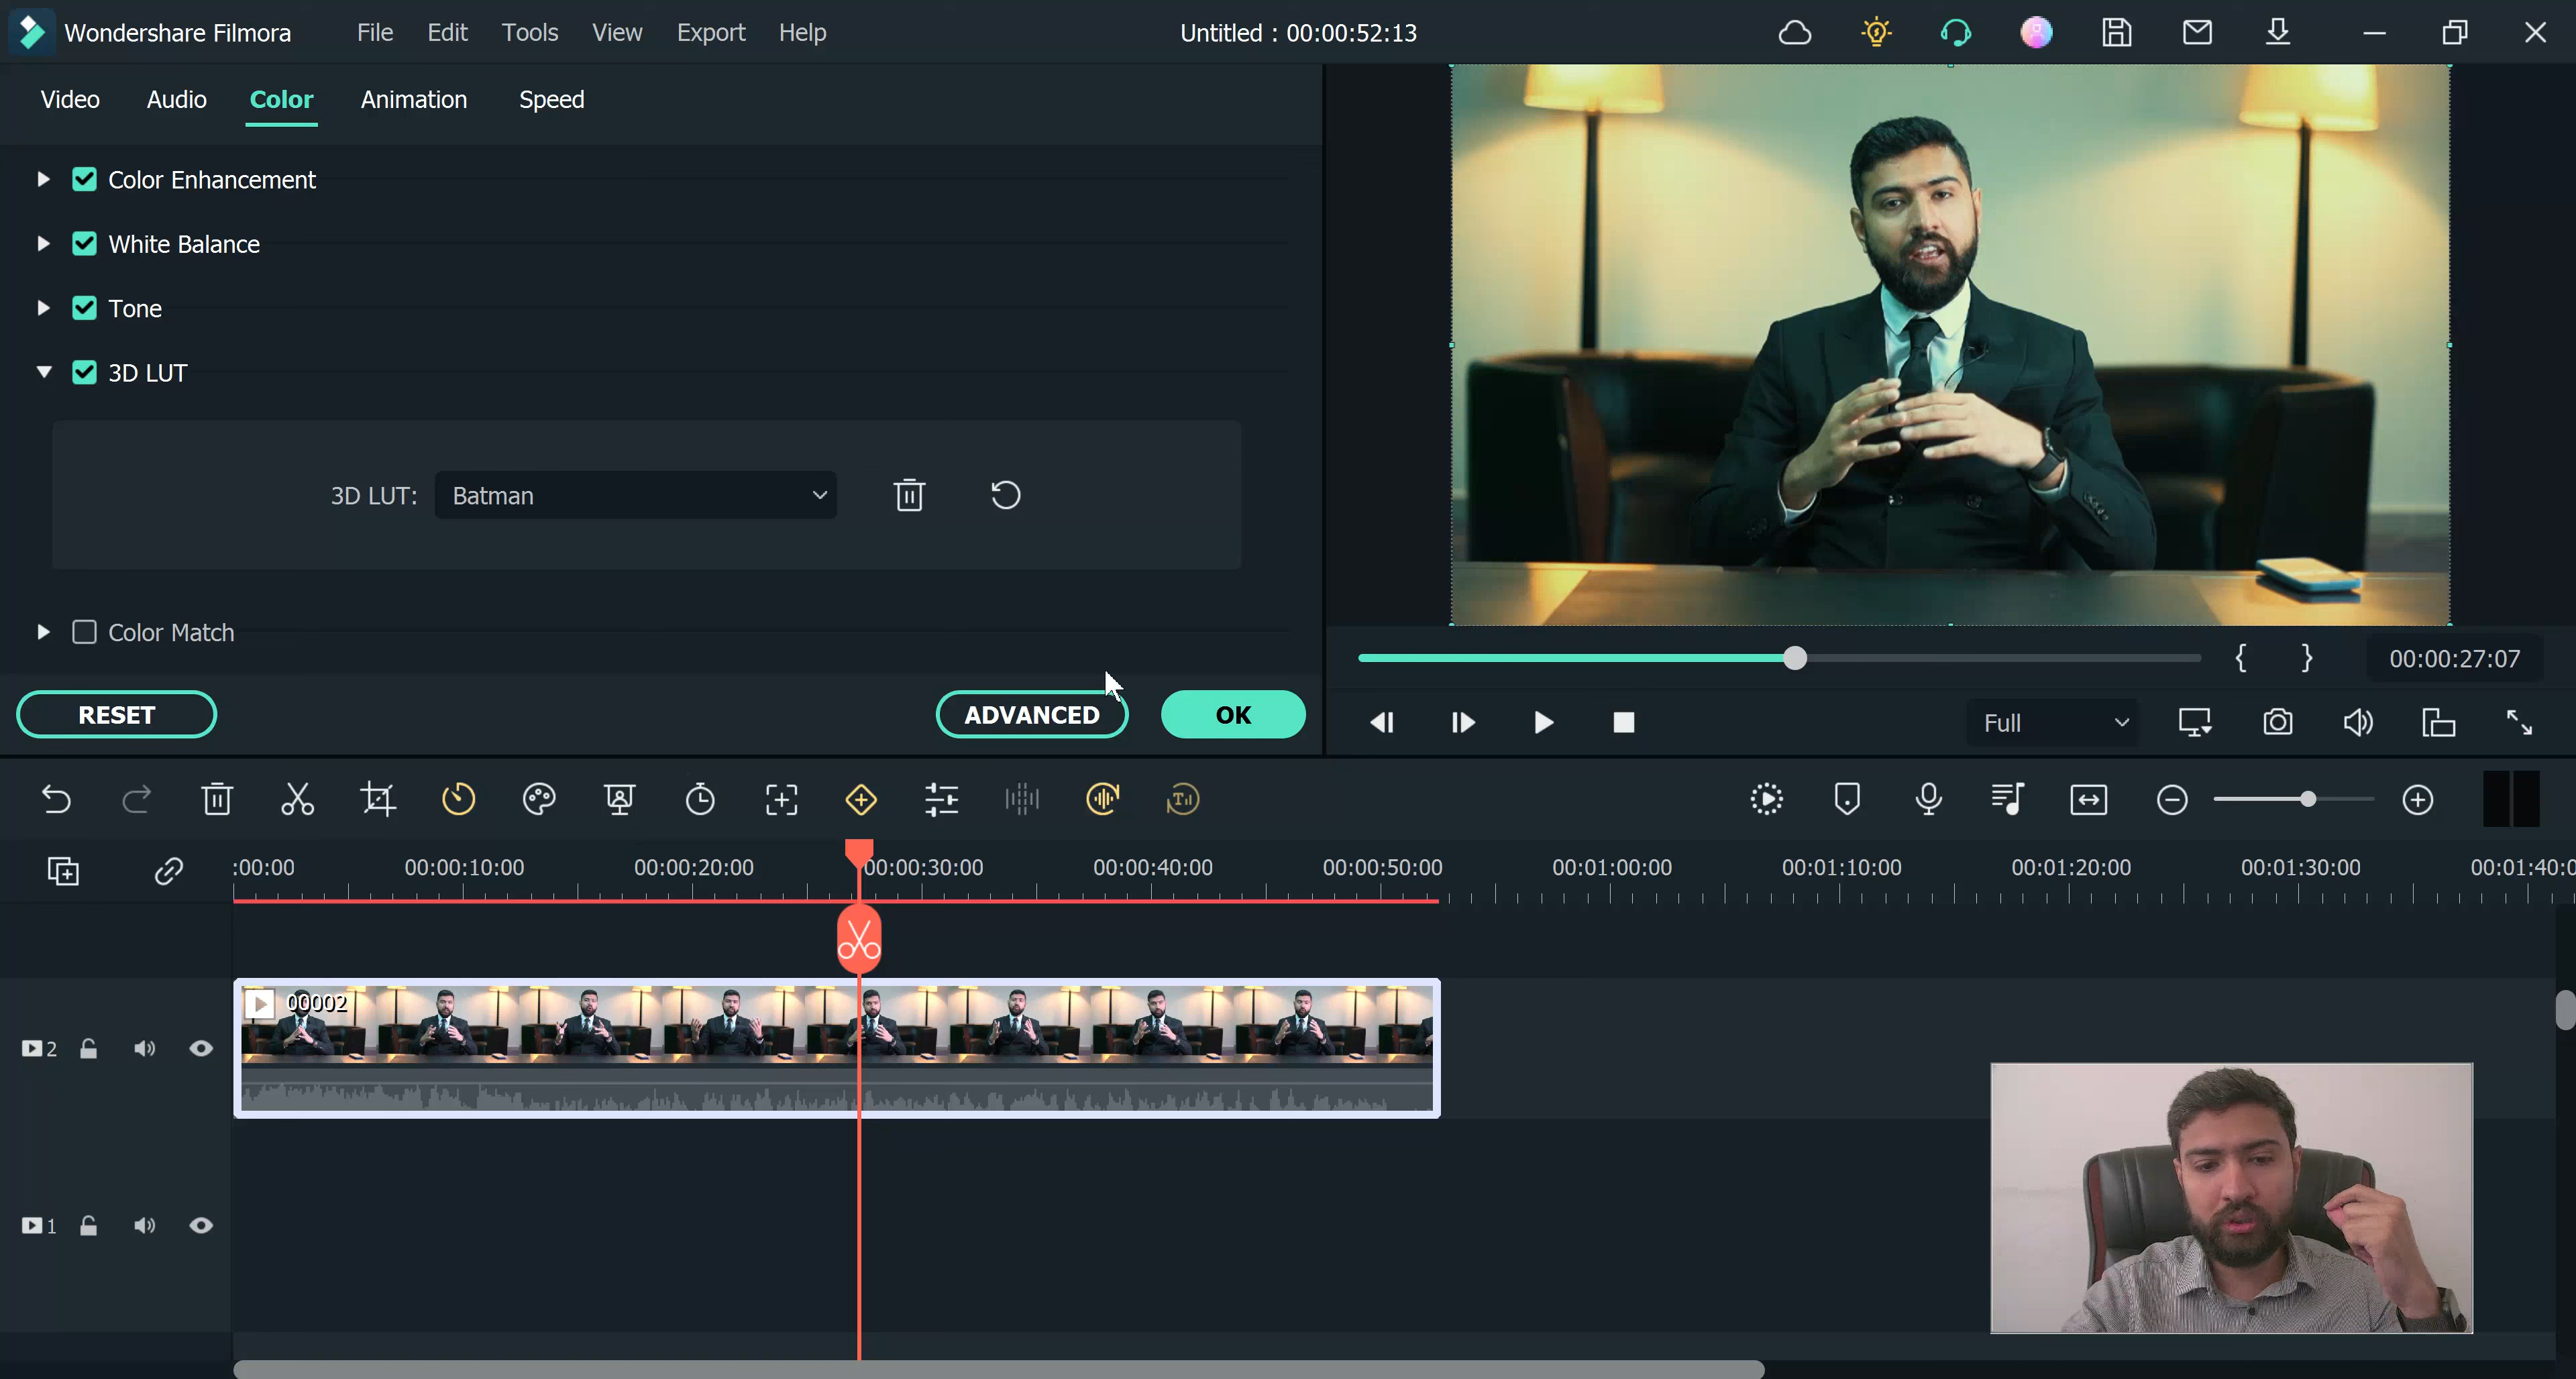 Wondershare Filmora File Edit Tools View Export Help Untitled : 00:00:52:13
Video Audio Color Animation Speed
Color Enhancement
White Balance
Tone
3D LUT
3D LUT: Batman
Color Match
RESET ADVANCED OK
{ } 00:00:27:07
Full
:00:00 00:00:10:00 00:00:20:00 00:00:30:00 00:00:40:00 00:00:50:00 00:01:00:00 00:01:10:00 00:01:20:00 00:01:30:00 00:01:40:0
00002
2
1